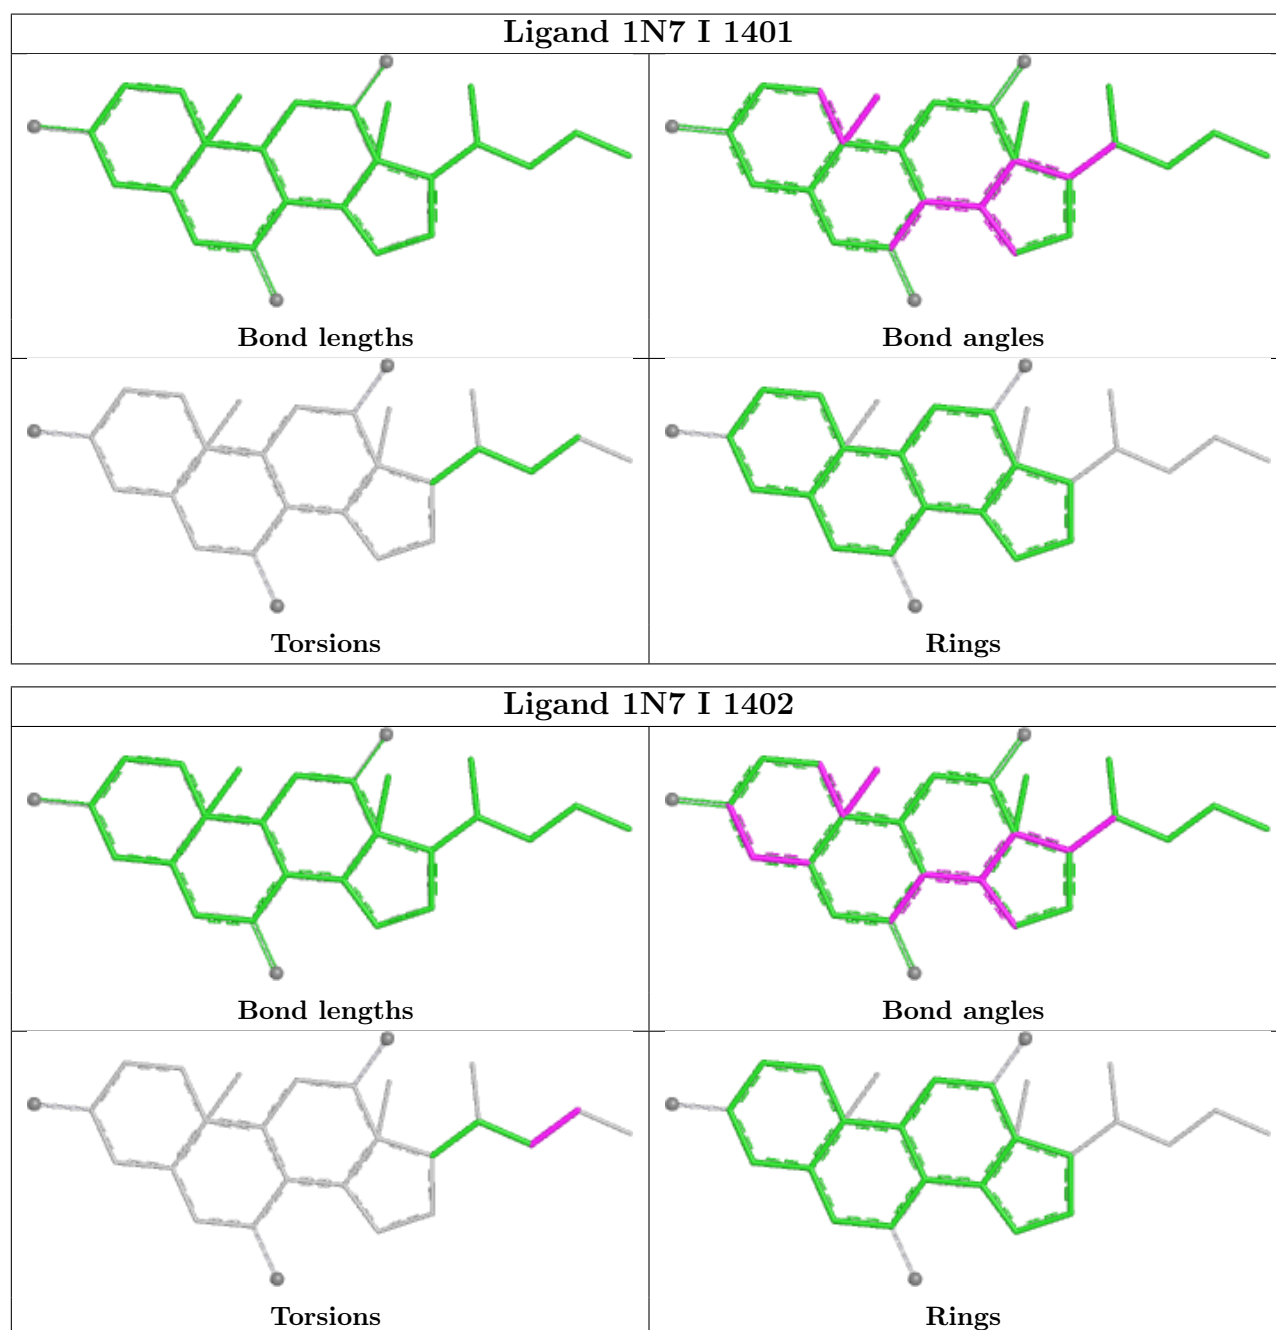 Ligand 1N7 I 1401
Bond lengths
Bond angles
Torsions
Rings
Ligand 1N7 I 1402
Bond lengths
Bond angles
Torsions
Rings